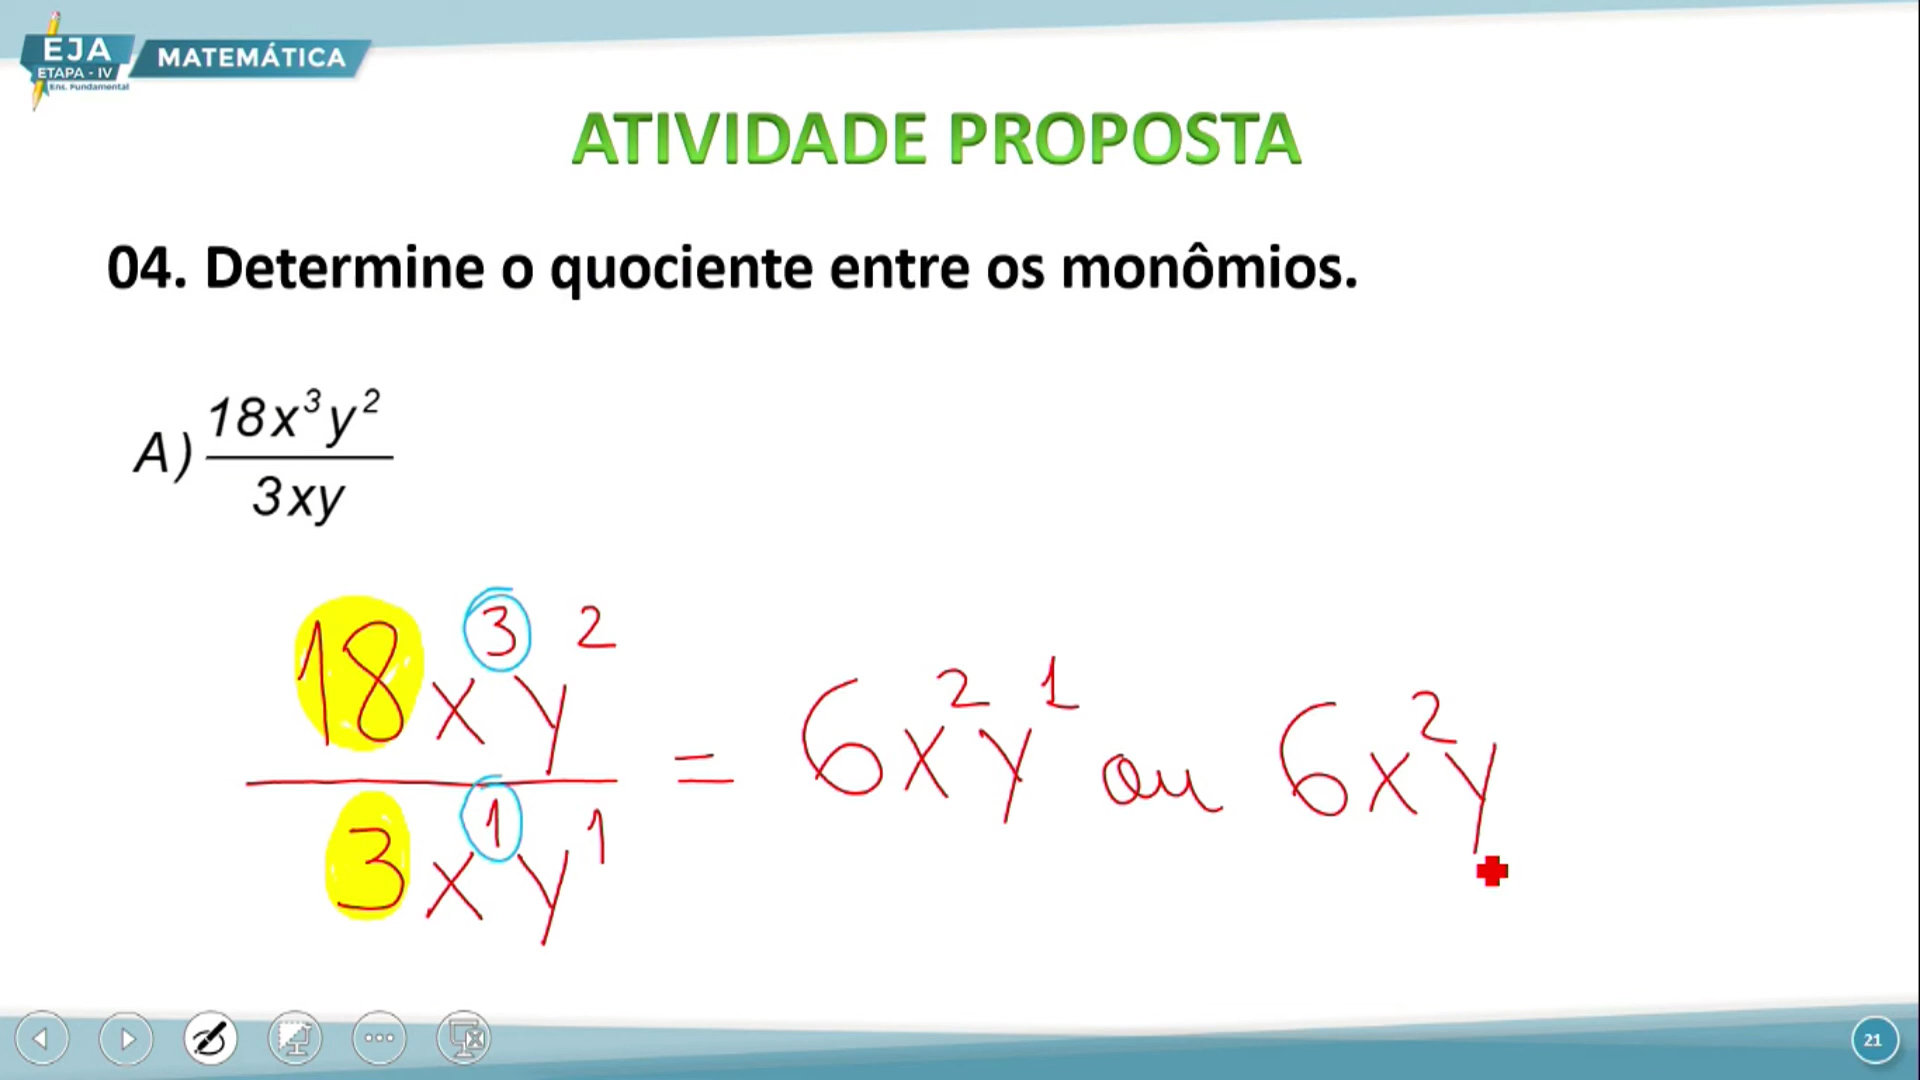 EJA
ETAPA - IV
Ens. Fundamental
MATEMÁTICA
ATIVIDADE PROPOSTA
04. Determine o quociente entre os monômios.
A) 18x³y²
3xy
18x³y²
3x¹y¹
= 6x²y¹ ou 6x²y
21